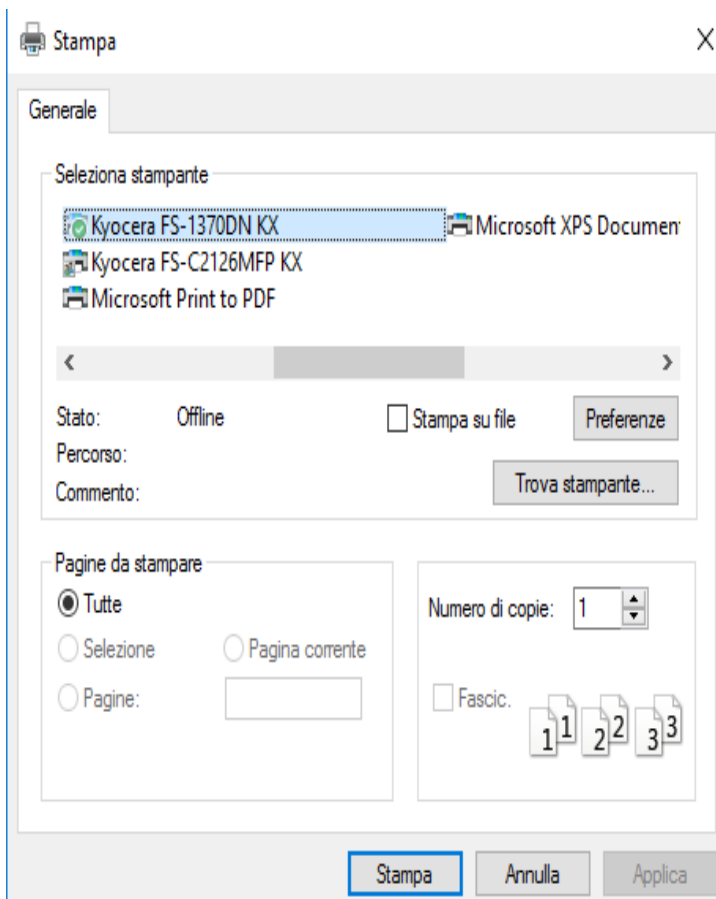 Stampa
Generale
Seleziona stampante
Kyocera FS-1370DN KX
Microsoft XPS Documen
Kyocera FS-C2126MFP KX
Microsoft Print to PDF
Stato: Offline
Stampa su file
Preferenze
Percorso:
Commento:
Trova stampante...
Pagine da stampare
Tutte
Selezione
Pagina corrente
Pagine:
Numero di copie: 1
Fascic.
1 1 2 2 3 3
Stampa
Annulla
Applica